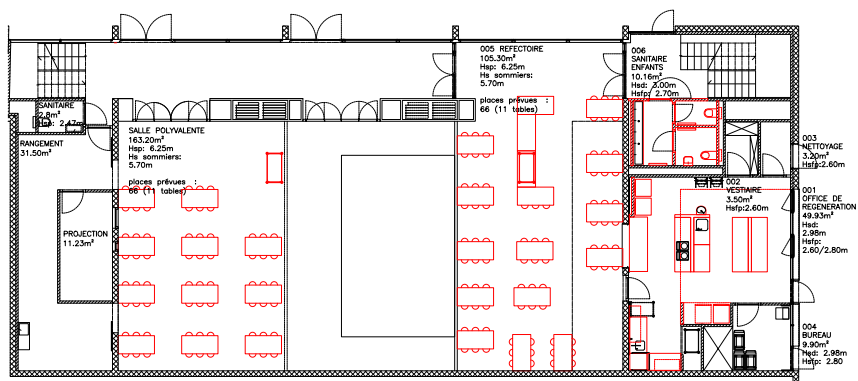 SANITAIRE
2.8m²
Hsp: 2.47m
RANGEMENT
31.50m²
PROJECTION
11.23m²
SALLE POLYVALENTE
163.20m²
Hsp : 6.25m
Hs sommiers:
5.70m
places prévues :
66 (11 tables)
005 REFECTOIRE
105.30m²
Hsp: 6.25m
Hs sommiers:
5.70m
places prévues :
66 (11 tables)
006
SANITAIRE
ENFANTS
10.16m²
Hsd: 3.00m
Hsfp: 2.70m
003
NETTOYAGE
3.20m²
Hsfp:2.60m
002
VESTIAIRE
3.50m²
Hsfp:2.60m
001
OFFICE DE
REGENERATION
49.93m²
Hsd:
2.98m
Hsfp:
2.60/2.80m
004
BUREAU
9.90m²
Hsd: 2.98m
Hsfp: 2.80